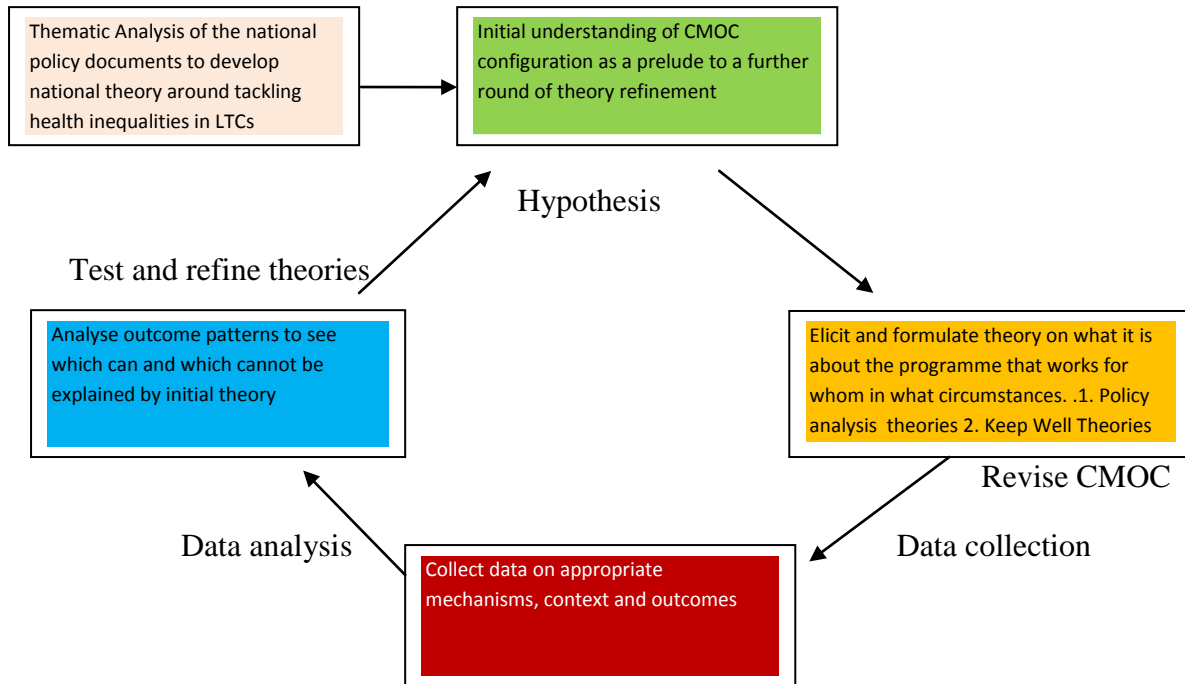 Thematic Analysis of the national
policy documents to develop
national theory around tackling
health inequalities in LTCs
Initial understanding of CMOC
configuration as a prelude to a further
round of theory refinement
Hypothesis
Test and refine theories
Analyse outcome patterns to see
which can and which cannot be
explained by initial theory
Elicit and formulate theory on what it is
about the programme that works for
whom in what circumstances. .1. Policy
analysis  theories 2. Keep Well Theories
Revise CMOC
Data analysis
Data collection
Collect data on appropriate
mechanisms, context and outcomes